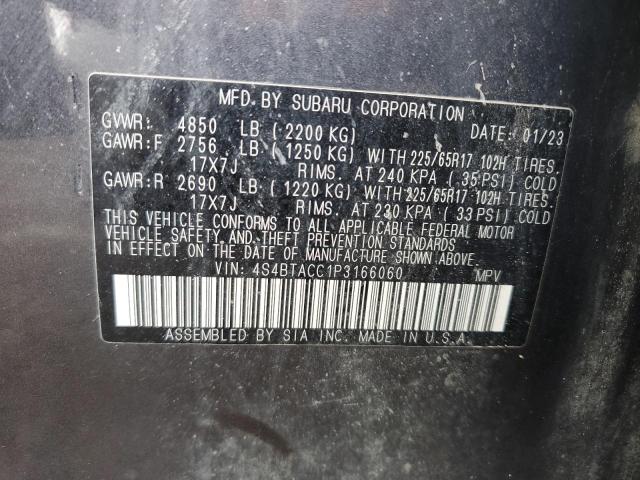 MFD. BY SUBARU CORPORATION
GVWR: 4850 LB (2200 KG) DATE: 01/23
GAWR:F 2756 LB (1250 KG) WITH 225/65R17 102H TIRES.
17X7J RIMS. AT 240 KPA (35 PSI) COLD
GAWR:R 2690 LB (1220 KG) WITH 225/65R17 102H TIRES.
17X7J RIMS. AT 230 KPA (33 PSI) COLD
THIS VEHICLE CONFORMS TO ALL APPLICABLE FEDERAL MOTOR
VEHICLE SAFETY AND THEFT PREVENTION STANDARDS
IN EFFECT ON THE DATE OF MANUFACTURE SHOWN ABOVE.
VIN: 4S4BTACC1P3166060 MPV
ASSEMBLED BY SIA INC. MADE IN U.S.A.